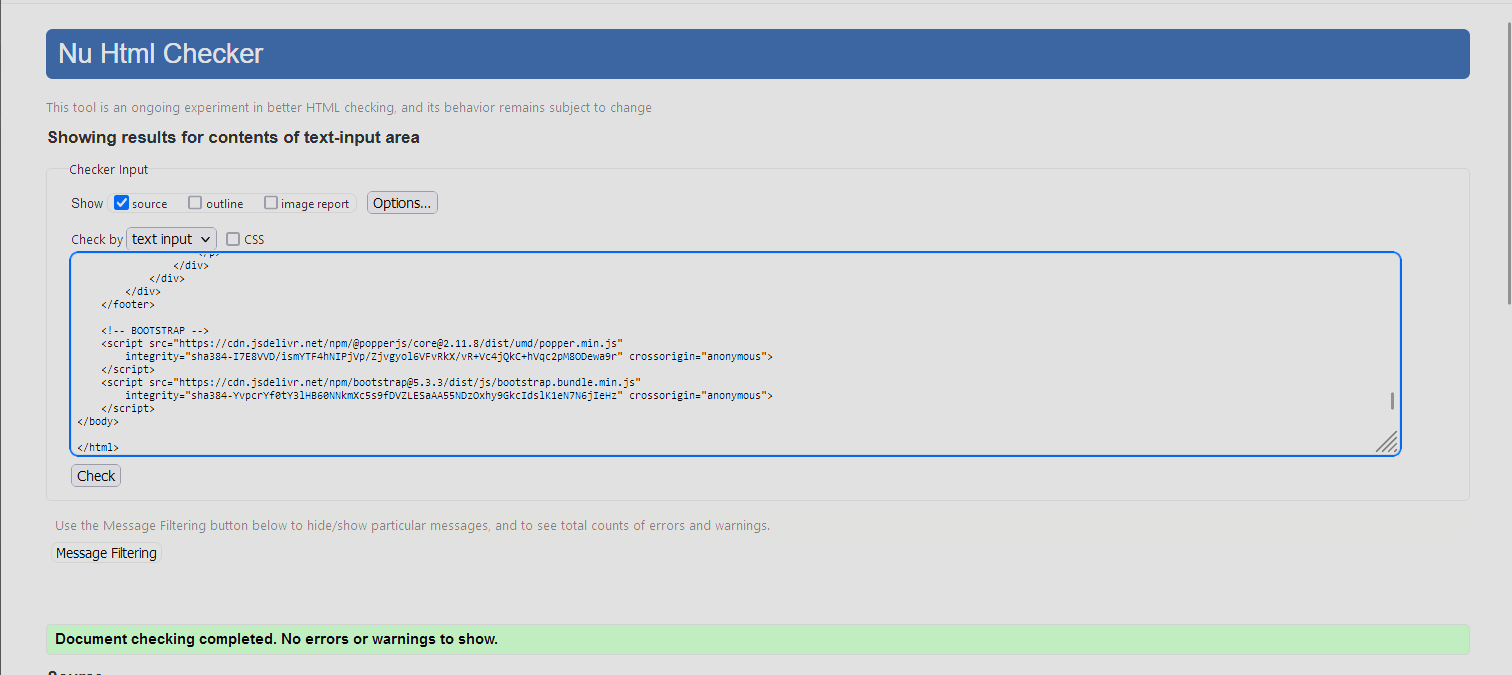 Nu Html Checker
This tool is an ongoing experiment in better HTML checking, and its behavior remains subject to change
Showing results for contents of text-input area
Checker Input
Show source outline image report Options...
Check by text input CSS
</div>
</div>
</div>
</footer>
<!-- BOOTSTRAP -->
<script src="https://cdn.jsdelivr.net/npm/@popperjs/core@2.11.8/dist/umd/popper.min.js"
integrity="sha384-I7E8VVD/ismYTF4hNIPjVp/Zjvgyol6VFvRkX/vR+Vc4jQkC+hVqc2pM8ODewa9r" crossorigin="anonymous">
</script>
<script src="https://cdn.jsdelivr.net/npm/bootstrap@5.3.3/dist/js/bootstrap.bundle.min.js"
integrity="sha384-YvpcrYf0tY3lHB60NNkmXc5s9fDVZLESaAA55NDzOxhy9GkcIdslK1eN7N6jIeHz" crossorigin="anonymous">
</script>
</body>
</html>
Check
Use the Message Filtering button below to hide/show particular messages, and to see total counts of errors and warnings.
Message Filtering
Document checking completed. No errors or warnings to show.